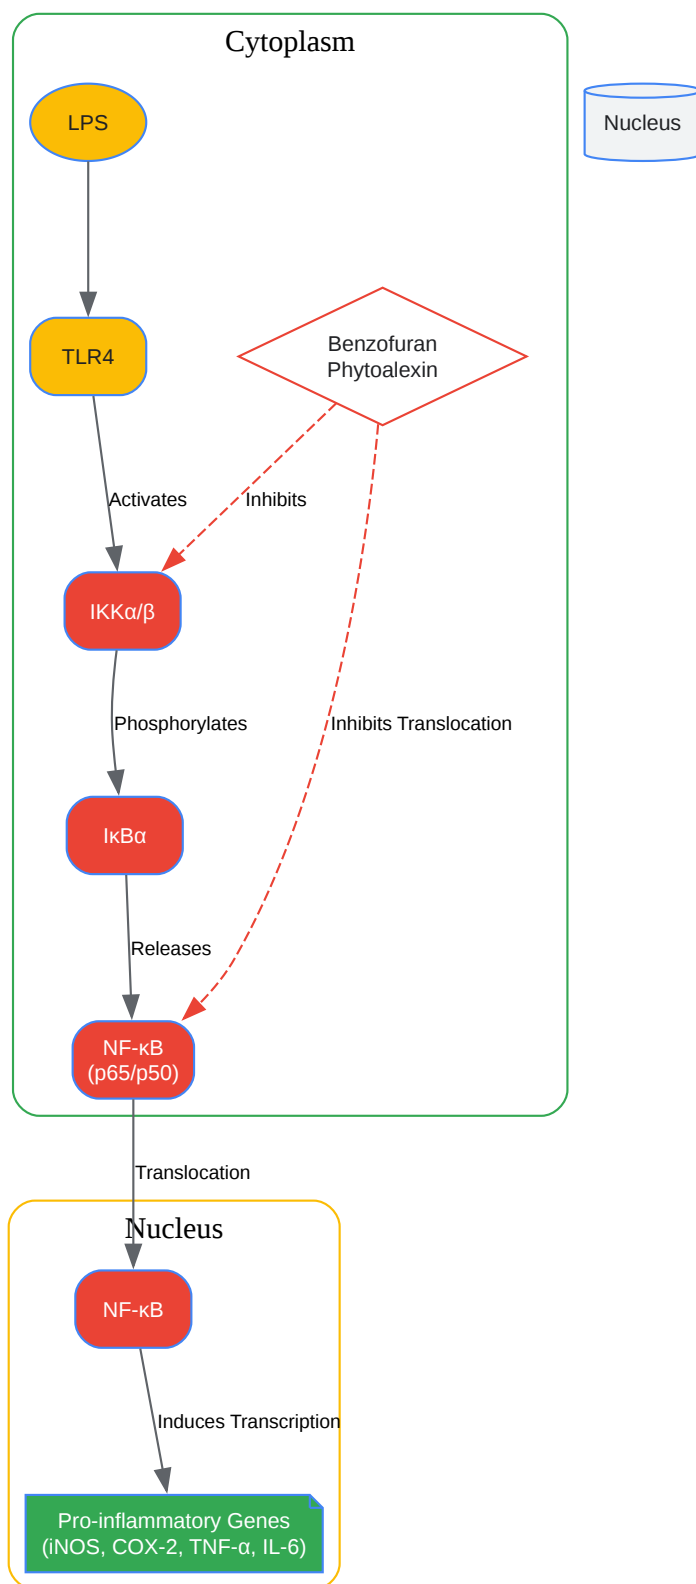 Cytoplasm
LPS
Nucleus
Benzofuran
Phytoalexin
TLR4
Activates
Inhibits
IKKα/β
Phosphorylates
Inhibits Translocation
IκBα
Releases
NF-κB
(p65/p50)
Translocation
Nucleus
NF-κB
Induces Transcription
Pro-inflammatory Genes
(iNOS, COX-2, TNF-α, IL-6)